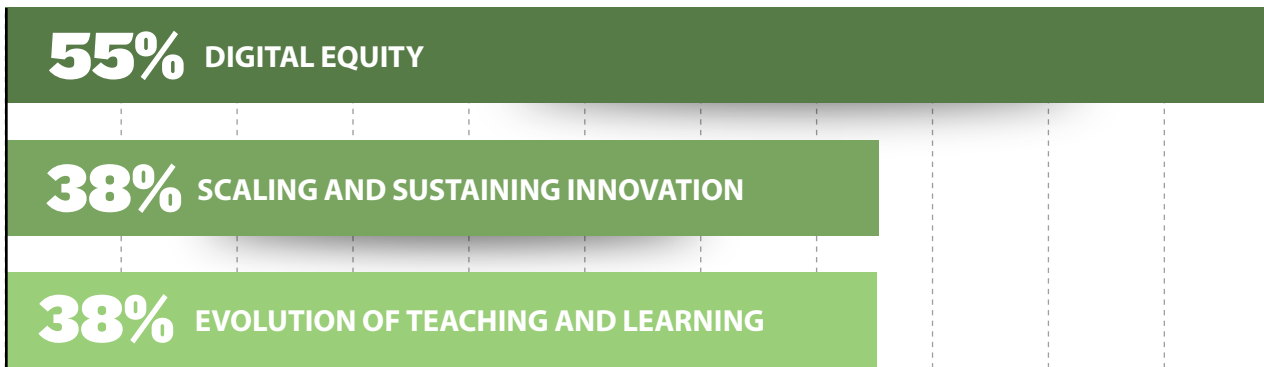 55% DIGITAL EQUITY
38% SCALING AND SUSTAINING INNOVATION
38% EVOLUTION OF TEACHING AND LEARNING